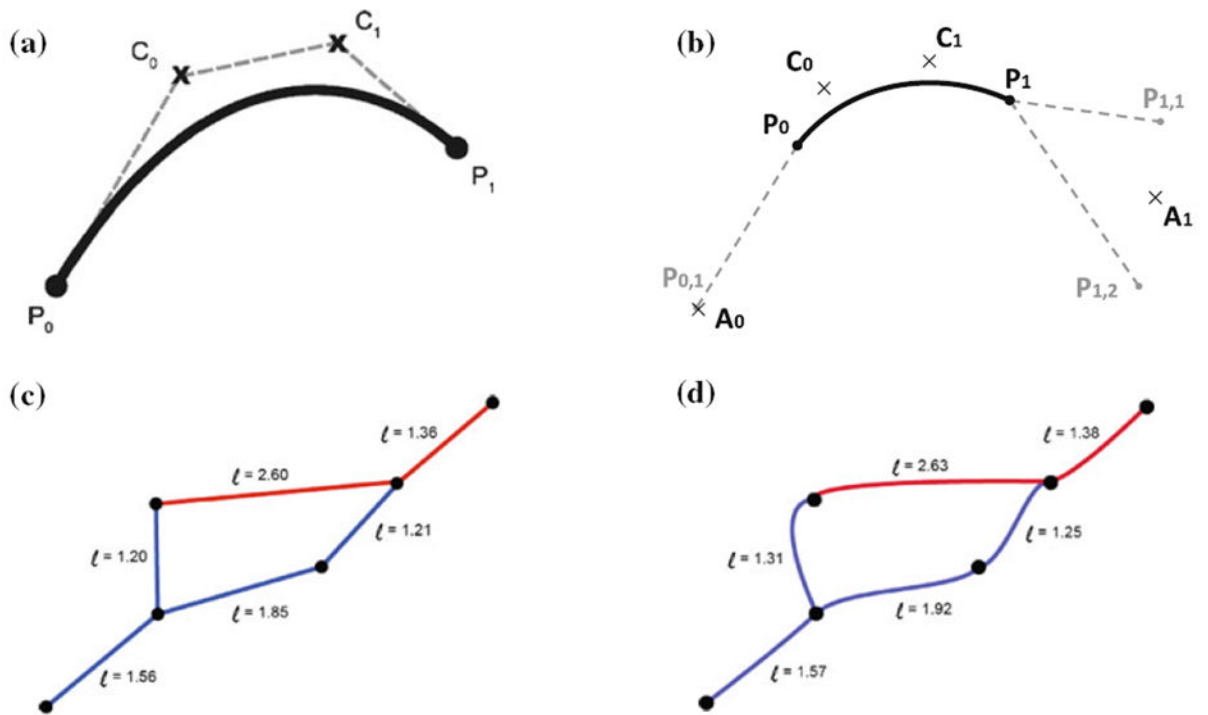 (a)
C0
C1
P0
P1
(b)
C0
C1
P0
P1
P1,1
A1
P0,1
A0
P1,2
(c)
ℓ = 1.36
ℓ = 2.60
ℓ = 1.21
ℓ = 1.20
ℓ = 1.85
ℓ = 1.56
(d)
ℓ = 1.38
ℓ = 2.63
ℓ = 1.25
ℓ = 1.31
ℓ = 1.92
ℓ = 1.57